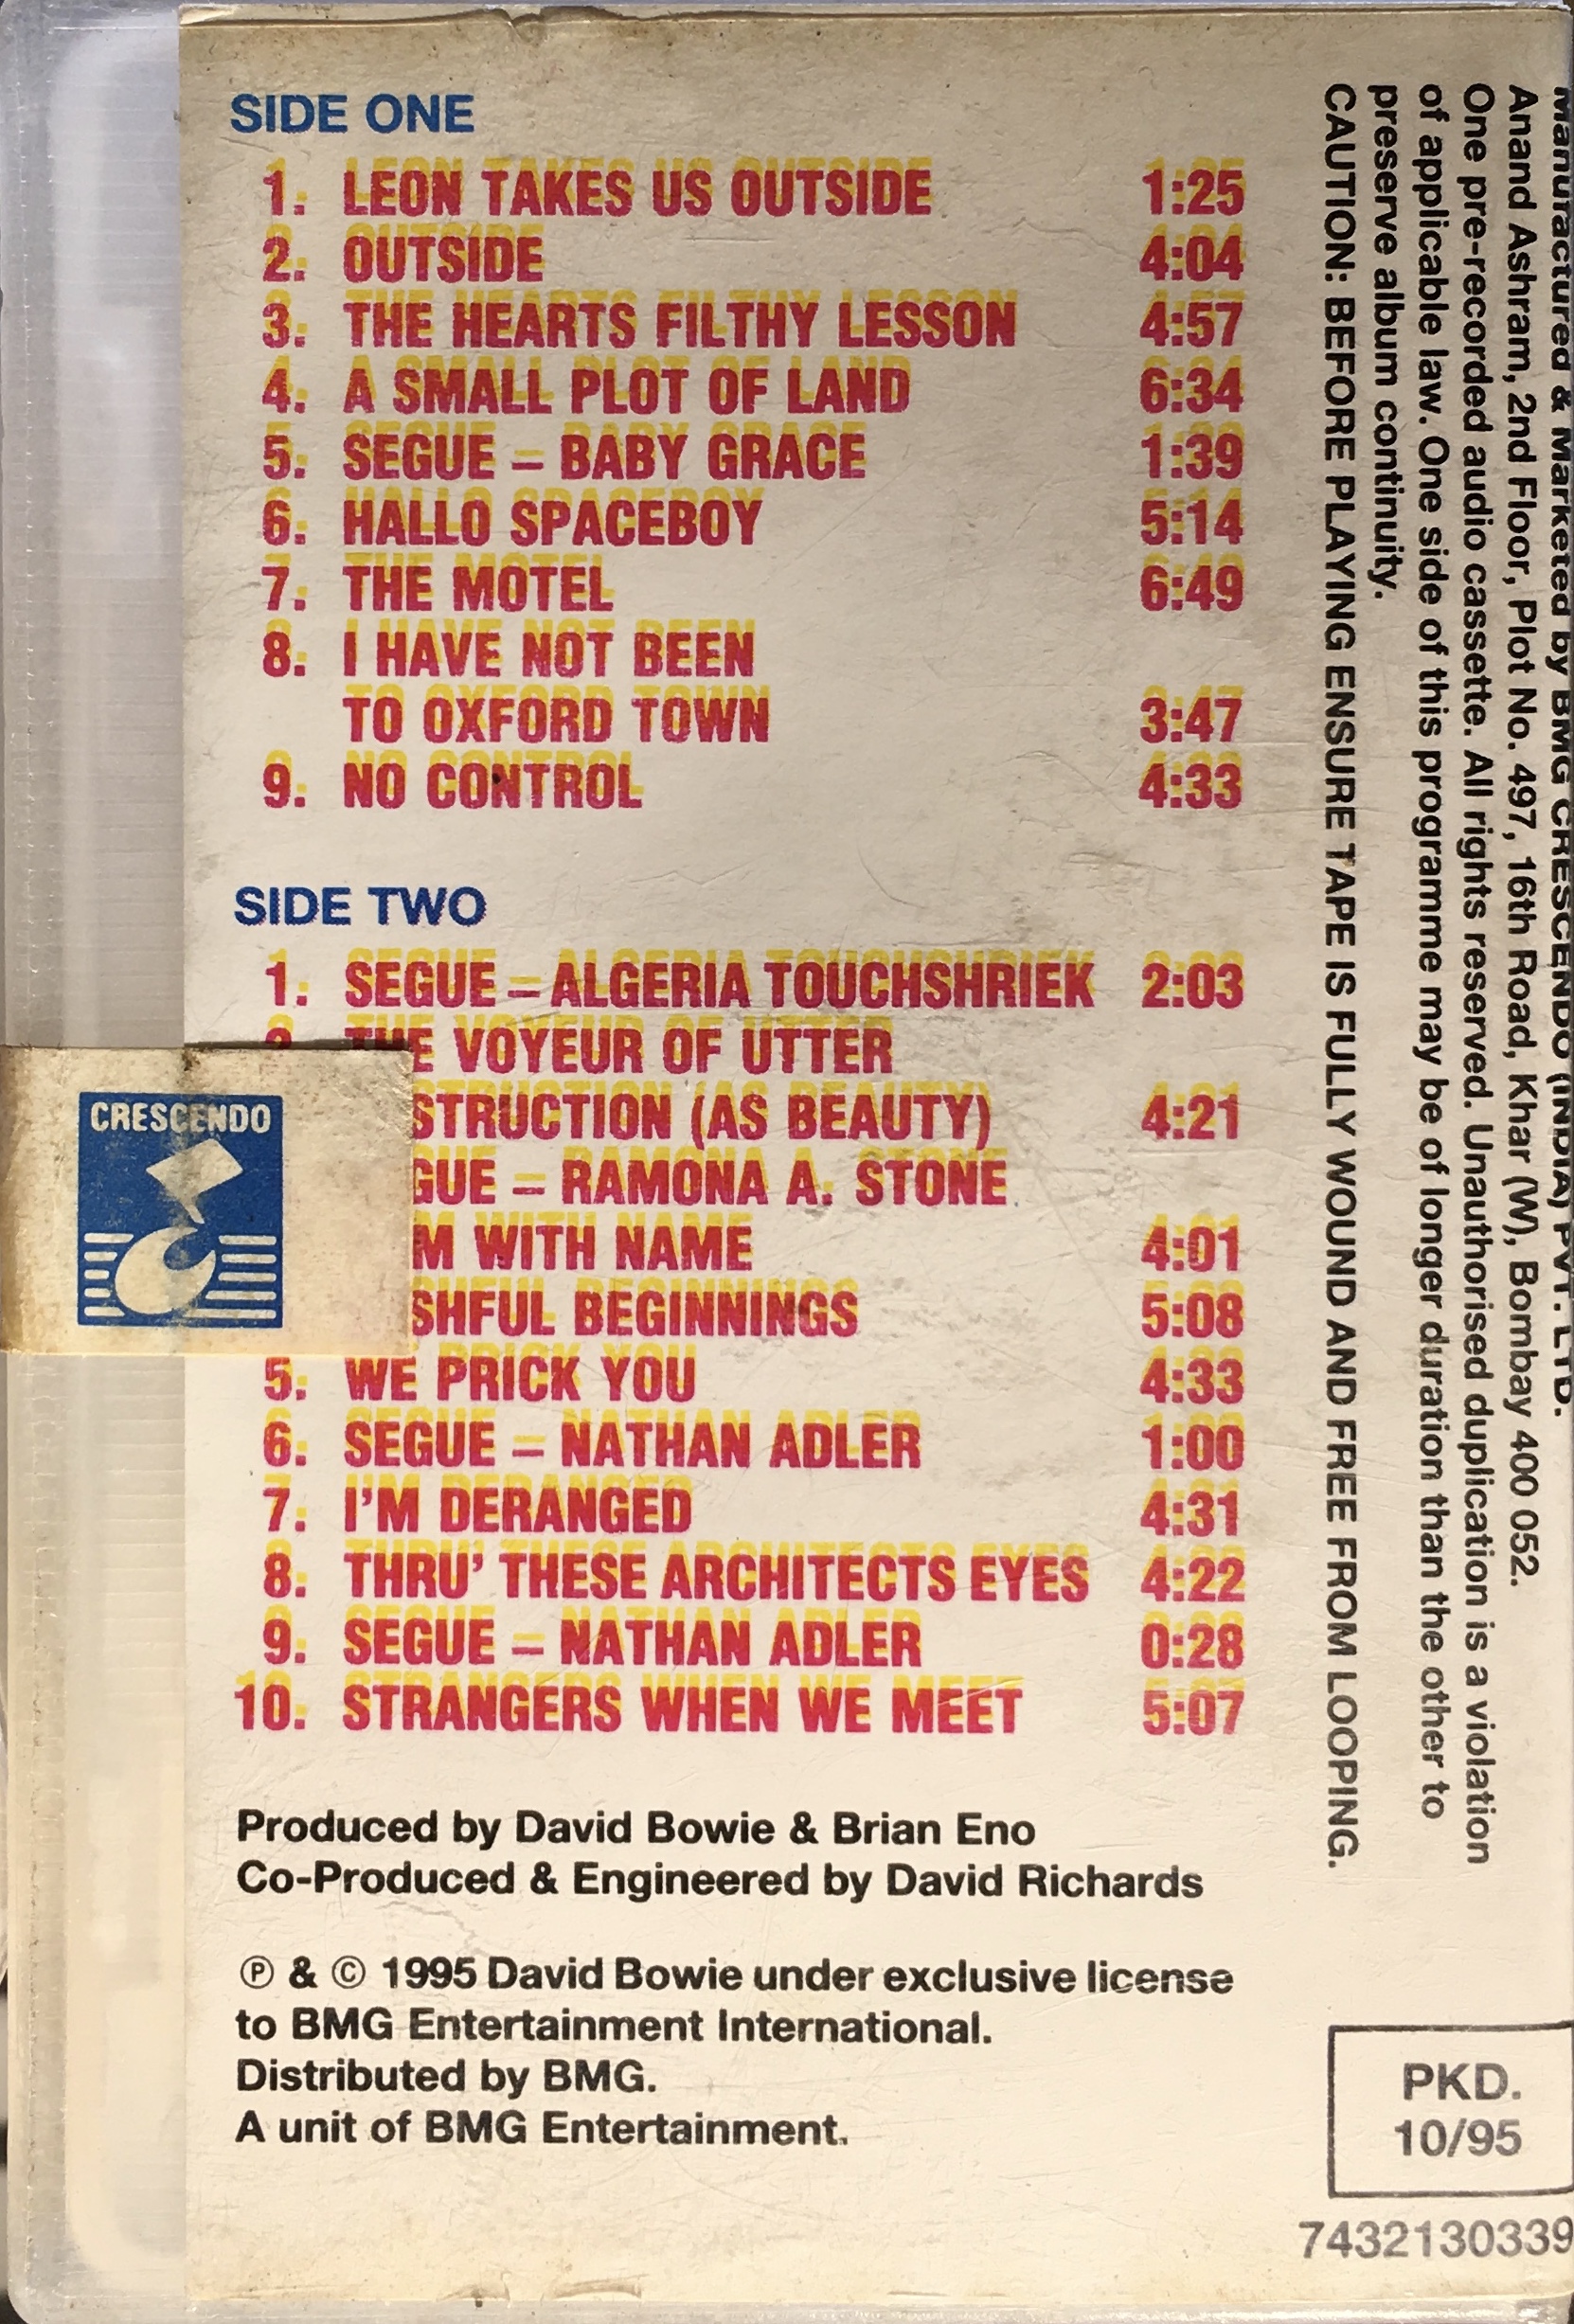 SIDE ONE
1. LEON TAKES US OUTSIDE 1:25
2. OUTSIDE 4:04
3. THE HEARTS FILTHY LESSON 4:57
4. A SMALL PLOT OF LAND 6:34
5. SEGUE – BABY GRACE 1:39
6. HALLO SPACEBOY 5:14
7. THE MOTEL 6:49
8. I HAVE NOT BEEN
TO OXFORD TOWN 3:47
9. NO CONTROL 4:33
SIDE TWO
1. SEGUE – ALGERIA TOUCHSHRIEK 2:03
2. THE VOYEUR OF UTTER
STRUCTION (AS BEAUTY) 4:21
GUE – RAMONA A. STONE
M WITH NAME 4:01
SHFUL BEGINNINGS 5:08
5. WE PRICK YOU 4:33
6. SEGUE – NATHAN ADLER 1:00
7. I'M DERANGED 4:31
8. THRU' THESE ARCHITECTS EYES 4:22
9. SEGUE – NATHAN ADLER 0:28
10. STRANGERS WHEN WE MEET 5:07
CRESCENDO
Produced by David Bowie & Brian Eno
Co-Produced & Engineered by David Richards
Ⓟ & © 1995 David Bowie under exclusive license
to BMG Entertainment International.
Distributed by BMG.
A unit of BMG Entertainment.
Manufactured & Marketed by BMG CRESCENDO (INDIA) PVT. LTD.
Anand Ashram, 2nd Floor, Plot No. 497, 16th Road, Khar (W), Bombay 400 052.
One pre-recorded audio cassette. All rights reserved. Unauthorised duplication is a violation
of applicable law. One side of this programme may be of longer duration than the other to
preserve album continuity.
CAUTION: BEFORE PLAYING ENSURE TAPE IS FULLY WOUND AND FREE FROM LOOPING.
PKD.
10/95
7432130339